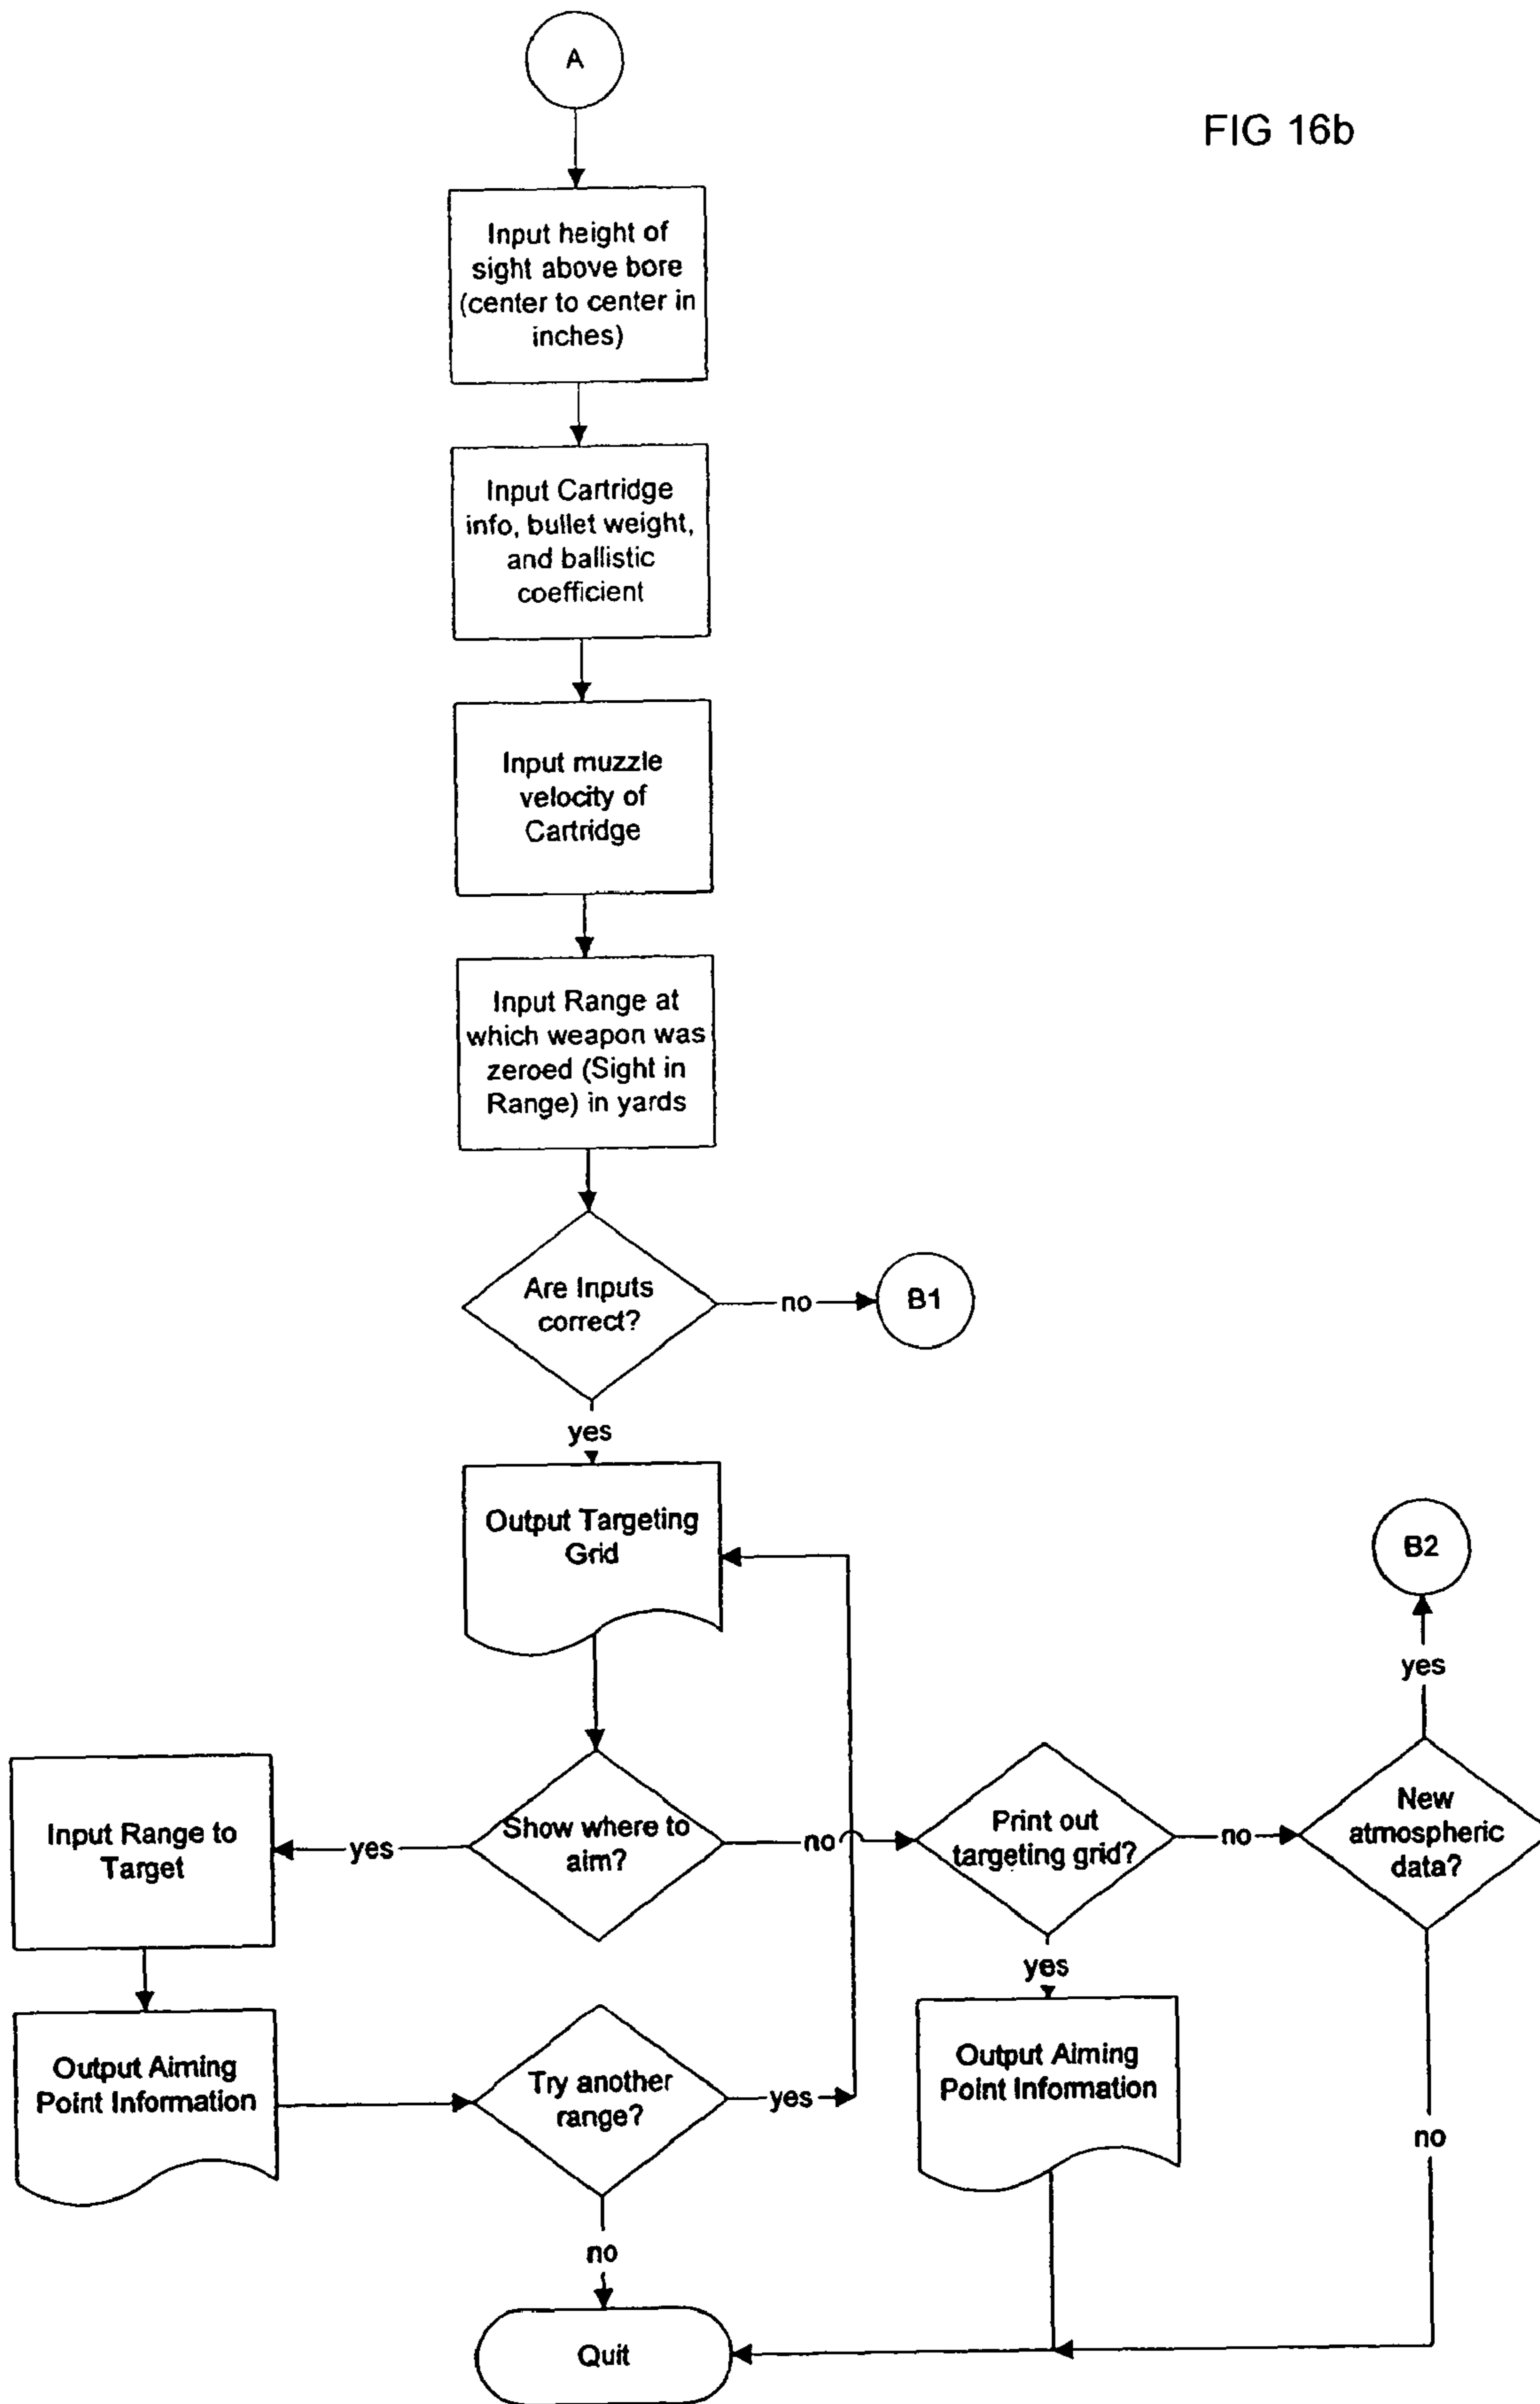 A
FIG 16b
Input height of
sight above bore
(center to center in
inches)
Input Cartridge
info, bullet weight,
and ballistic
coefficient
Input muzzle
velocity of
Cartridge
Input Range at
which weapon was
zeroed (Sight in
Range) in yards
Are Inputs
correct?
no
B1
yes
Output Targeting
Grid
B2
yes
Input Range to
Target
yes
Show where to
aim?
no
Print out
targeting grid?
no
New
atmospheric
data?
yes
Output Aiming
Point Information
Try another
range?
yes
Output Aiming
Point Information
no
no
Quit